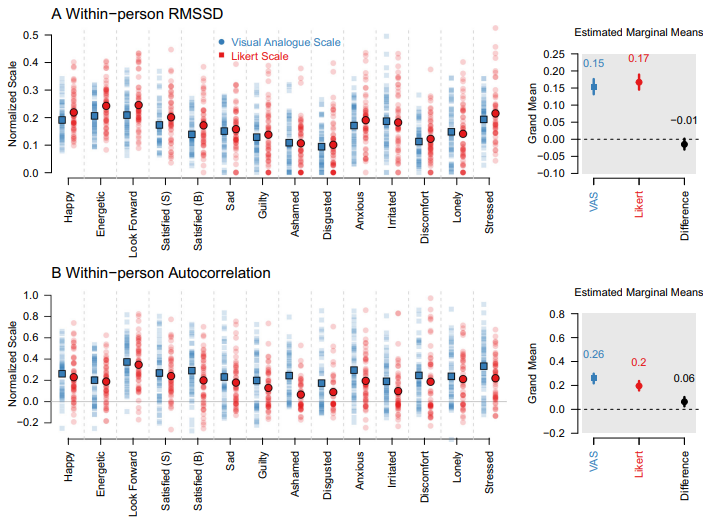 A Within−person RMSSD
Visual Analogue Scale
Likert Scale
Normalized Scale
0.5
0.4
0.3
0.2
0.1
0.0
Happy
Energetic
Look Forward
Satisfied (S)
Satisfied (B)
Sad
Guilty
Ashamed
Disgusted
Anxious
Irritated
Discomfort
Lonely
Stressed
Estimated Marginal Means
Grand Mean
0.25
0.20
0.15
0.10
0.05
0.00
−0.05
−0.10
0.15
0.17
−0.01
VAS
Likert
Difference
B Within−person Autocorrelation
Normalized Scale
1.0
0.8
0.6
0.4
0.2
0.0
−0.2
Happy
Energetic
Look Forward
Satisfied (S)
Satisfied (B)
Sad
Guilty
Ashamed
Disgusted
Anxious
Irritated
Discomfort
Lonely
Stressed
Estimated Marginal Means
Grand Mean
0.8
0.6
0.4
0.2
0.0
−0.2
0.26
0.2
0.06
VAS
Likert
Difference